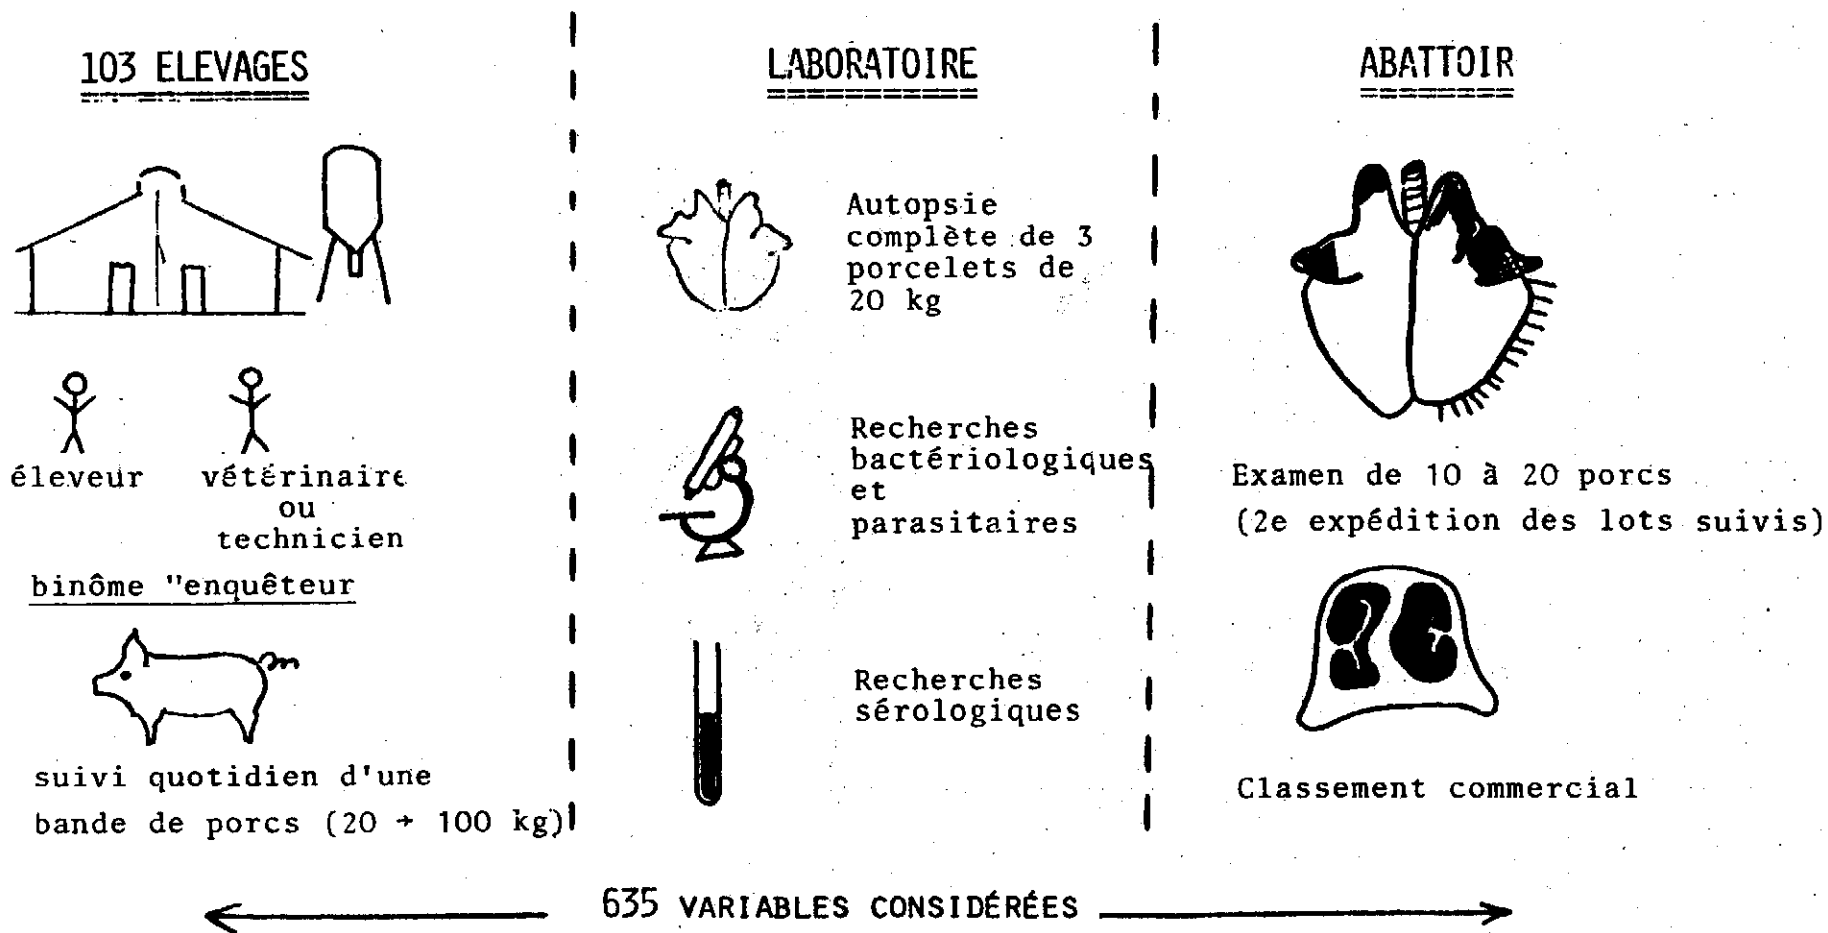 103 ELEVAGES
éleveur
vétérinaire
ou
technicien
binôme "enquêteur
suivi quotidien d'une
bande de porcs (20 → 100 kg)
LABORATOIRE
Autopsie
complète de 3
porcelets de
20 kg
Recherches
bactériologiques
et
parasitaires
Recherches
sérologiques
ABATTOIR
Examen de 10 à 20 porcs
(2e expédition des lots suivis)
Classement commercial
635 VARIABLES CONSIDÉRÉES